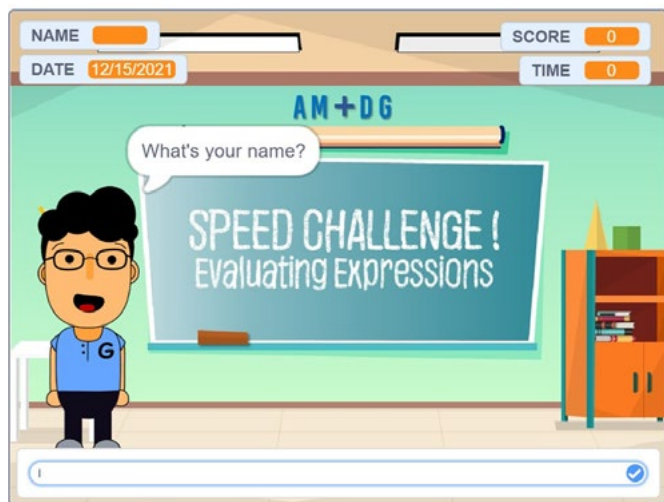 NAME
SCORE 0
DATE 12/15/2021
TIME 0
AM+DG
What's your name?
SPEED CHALLENGE !
Evaluating Expressions
G